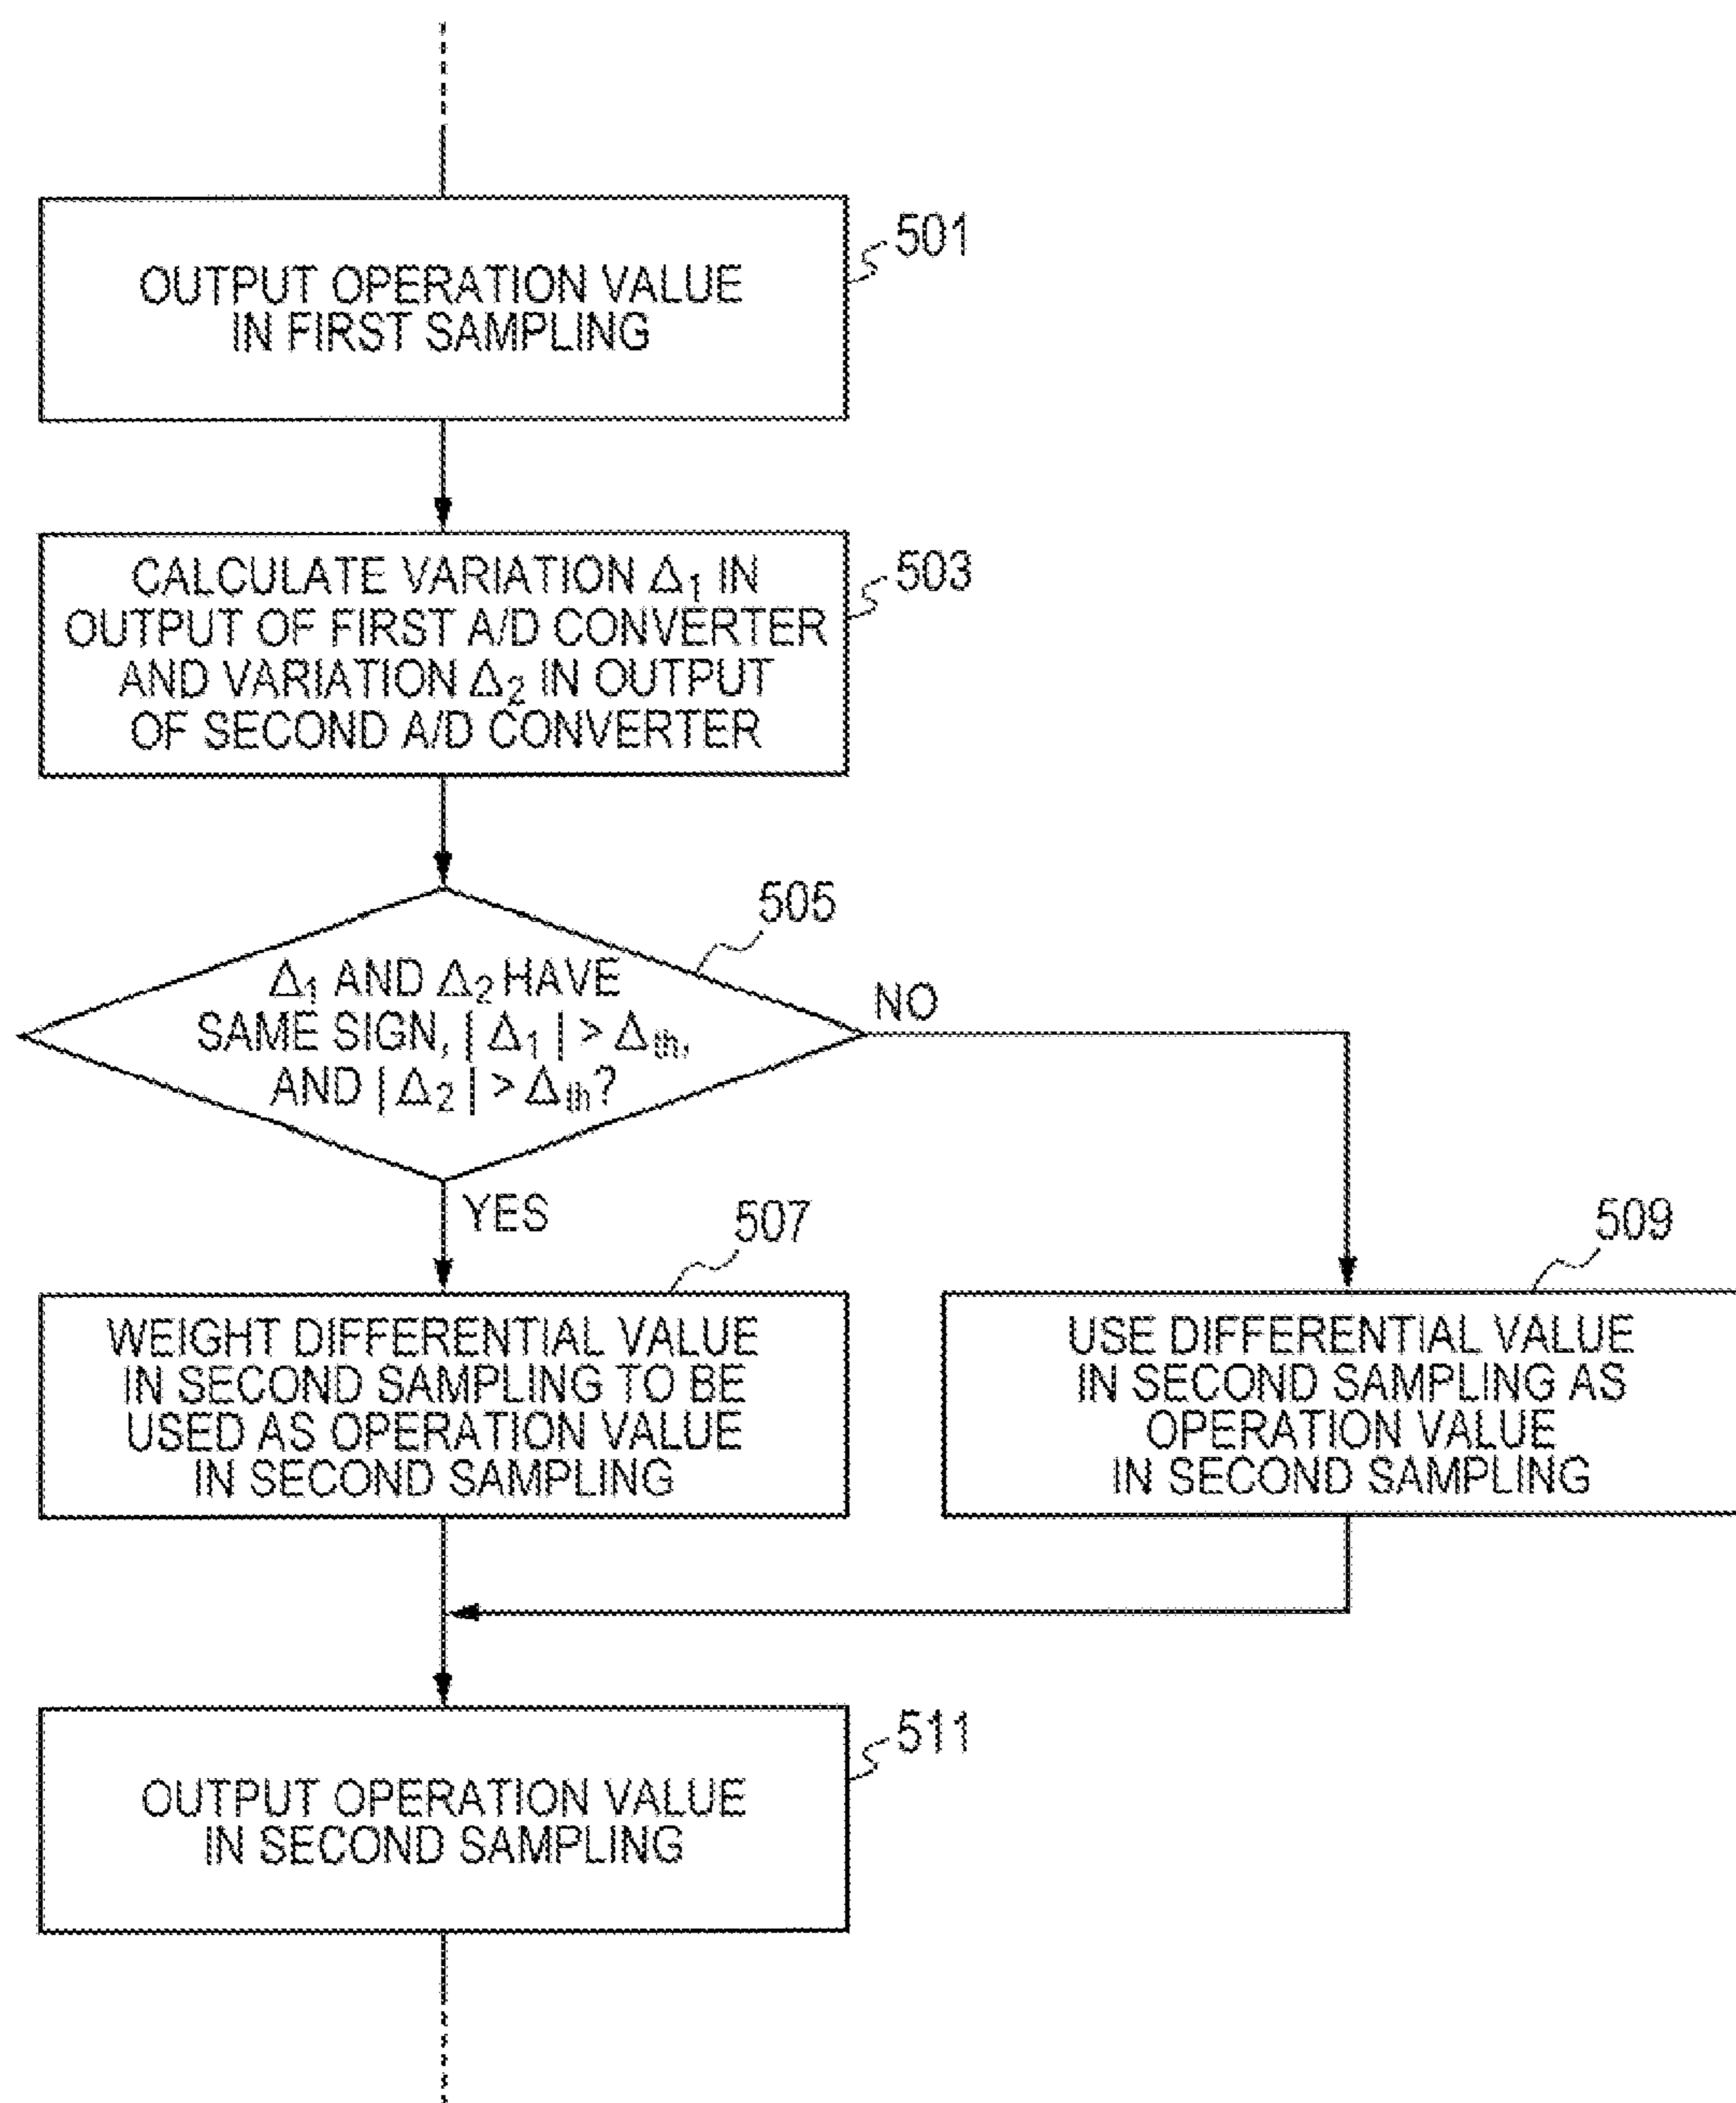 OUTPUT OPERATION VALUE
IN FIRST SAMPLING
501
CALCULATE VARIATION Δ₁ IN
OUTPUT OF FIRST A/D CONVERTER
AND VARIATION Δ₂ IN OUTPUT
OF SECOND A/D CONVERTER
503
505
Δ₁ AND Δ₂ HAVE
SAME SIGN, | Δ₁ | > Δth,
AND | Δ₂ | > Δth?
NO
YES
507
WEIGHT DIFFERENTIAL VALUE
IN SECOND SAMPLING TO BE
USED AS OPERATION VALUE
IN SECOND SAMPLING
509
USE DIFFERENTIAL VALUE
IN SECOND SAMPLING AS
OPERATION VALUE
IN SECOND SAMPLING
511
OUTPUT OPERATION VALUE
IN SECOND SAMPLING